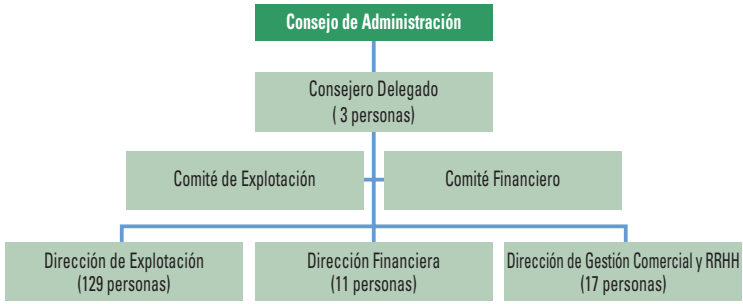 Consejo de Administración
Consejero Delegado
( 3 personas)
Comité de Explotación
Comité Financiero
Dirección de Explotación
(129 personas)
Dirección Financiera
(11 personas)
Dirección de Gestión Comercial y RRHH
(17 personas)